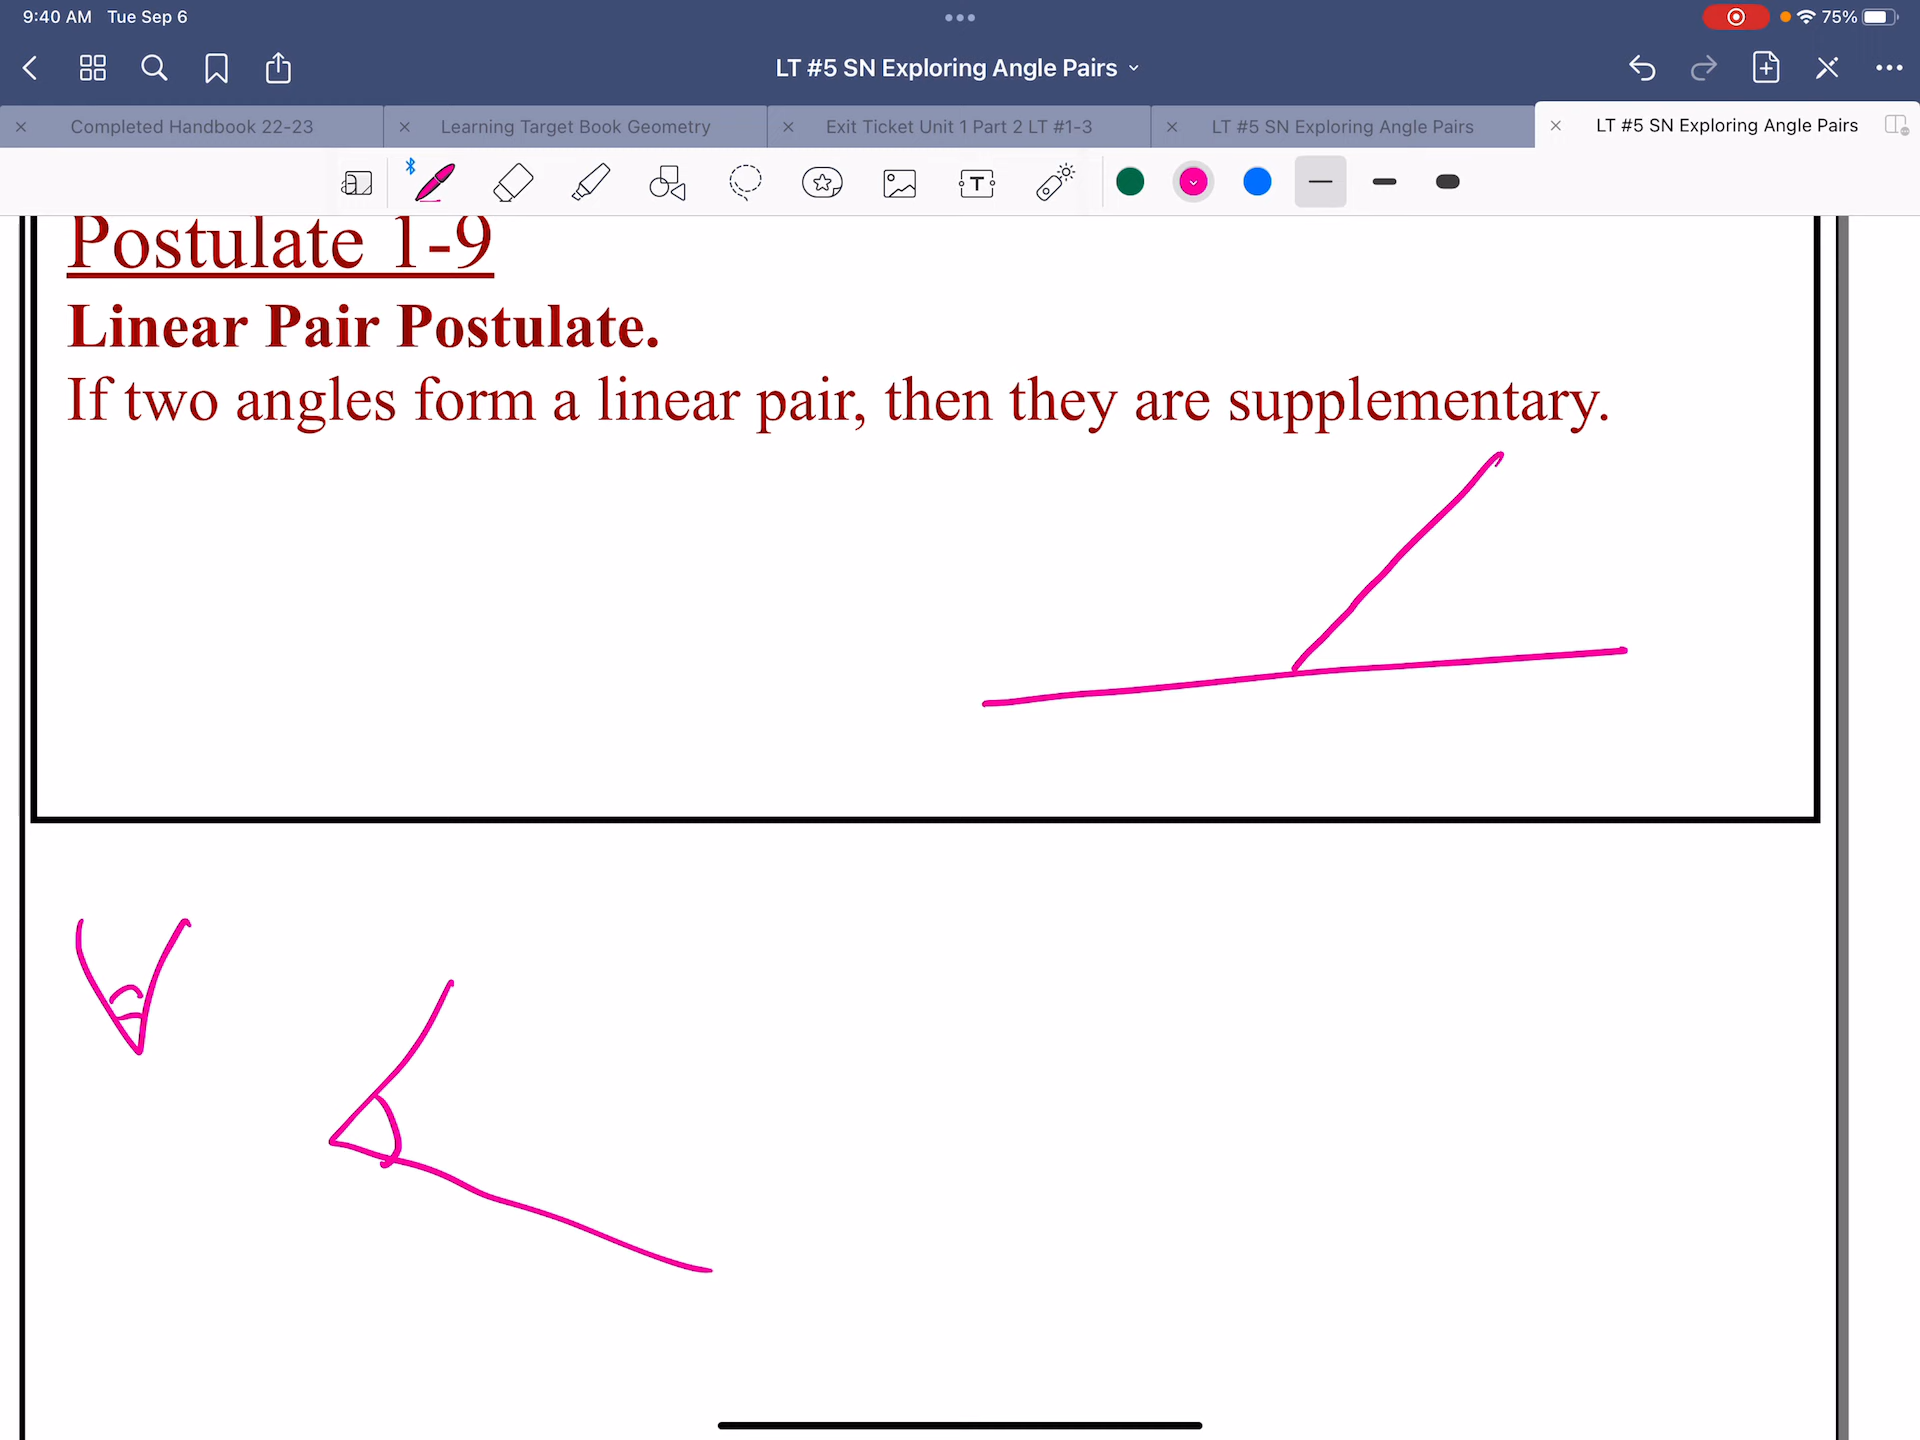 9:40 AM Tue Sep 6
75%
LT #5 SN Exploring Angle Pairs
Completed Handbook 22-23
Learning Target Book Geometry
Exit Ticket Unit 1 Part 2 LT #1-3
LT #5 SN Exploring Angle Pairs
LT #5 SN Exploring Angle Pairs
Postulate 1-9
Linear Pair Postulate.
If two angles form a linear pair, then they are supplementary.